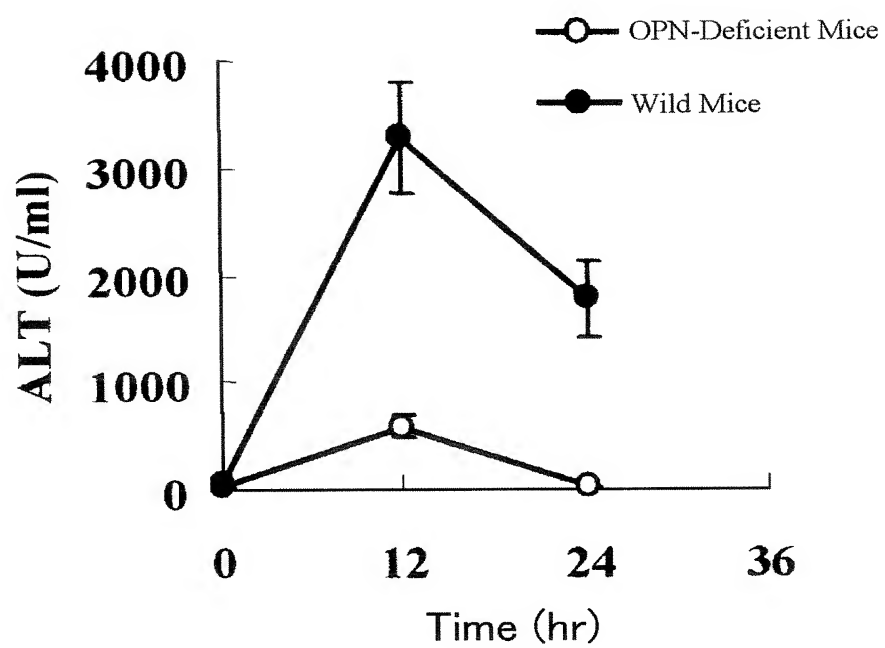 OPN-Deficient Mice
Wild Mice
4000
3000
2000
1000
0
ALT (U/ml)
0 12 24 36
Time (hr)